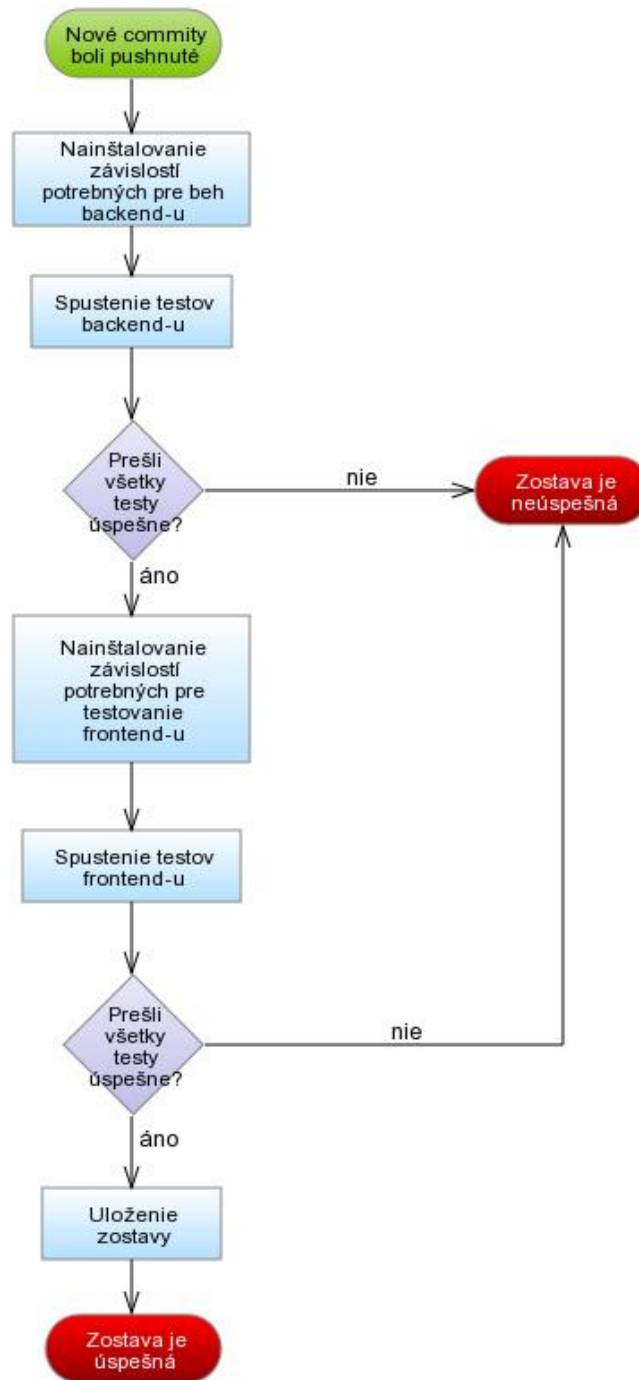 Nové commity
boli pushnuté
Nainštalovanie
závislostí
potrebných pre beh
backend-u
Spustenie testov
backend-u
Prešli
všetky
testy
úspešne?
nie
Zostava je
neúspešná
áno
Nainštalovanie
závislostí
potrebných pre
testovanie
frontend-u
Spustenie testov
frontend-u
Prešli
všetky
testy
úspešne?
nie
áno
Uloženie
zostavy
Zostava je
úspešná